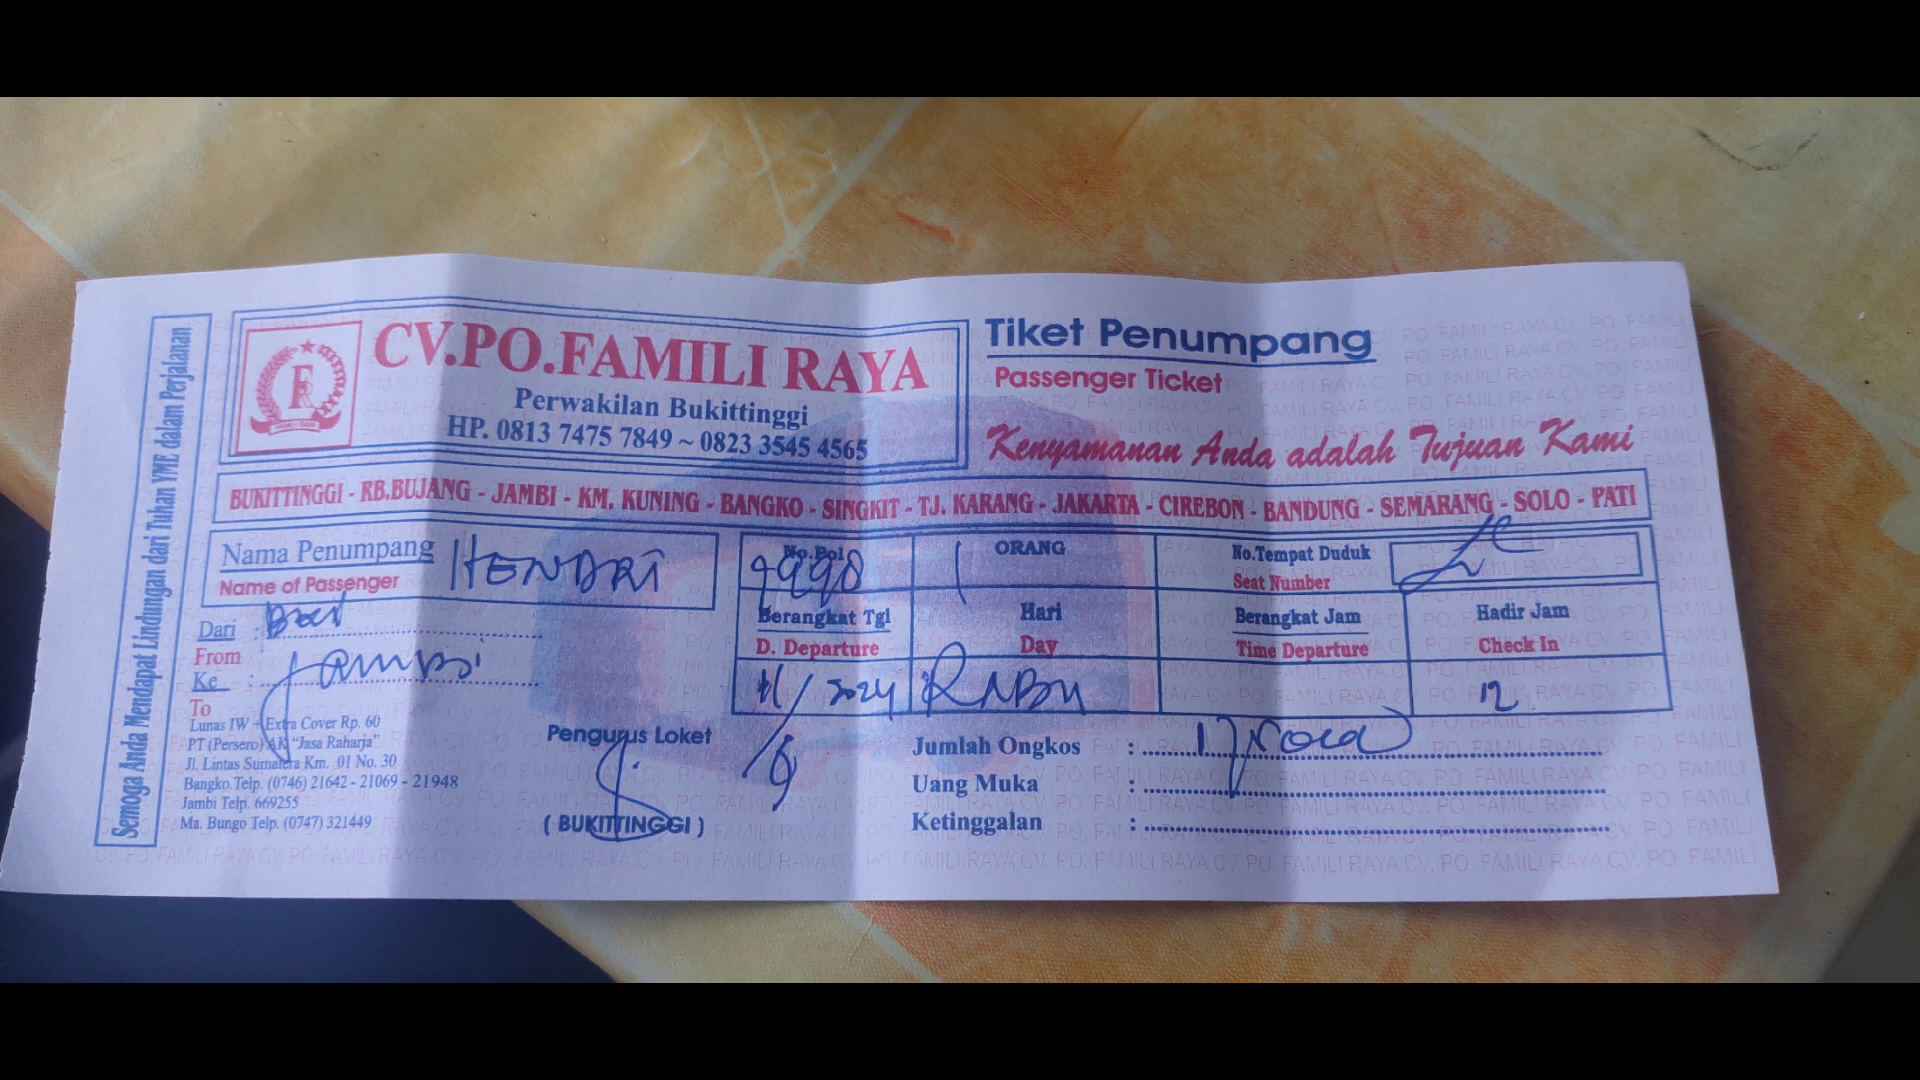 Semoga Anda Mendapat Lindungan dari Tuhan YME dalam Perjalanan
CV.PO.FAMILI RAYA
Perwakilan Bukittinggi
HP. 0813 7475 7849 ~ 0823 3545 4565
Tiket Penumpang
Passenger Ticket
Kenyamanan Anda adalah Tujuan Kami
BUKITTINGGI - RB.BUJANG - JAMBI - KM. KUNING - BANGKO - SINGKIT - TJ. KARANG - JAKARTA - CIREBON - BANDUNG - SEMARANG - SOLO - PATI
Nama Penumpang HENDRI
Name of Passenger
No.Pol
1 ORANG
No.Tempat Duduk
Seat Number
Dari :
From
Ke : Jambi
To
Berangkat Tgl
D. Departure
Hari
Day
Berangkat Jam
Time Departure
Hadir Jam
Check In
2024
RABU
12
Lunas IW + Extra Cover Rp. 60
PT (Persero) AK "Jasa Raharja"
Jl. Lintas Sumatera Km. 01 No. 30
Bangko.Telp. (0746) 21642 - 21069 - 21948
Jambi Telp. 669255
Ma. Bungo Telp. (0747) 321449
Pengurus Loket
( BUKITTINGGI )
Jumlah Ongkos :
Uang Muka :
Ketinggalan :